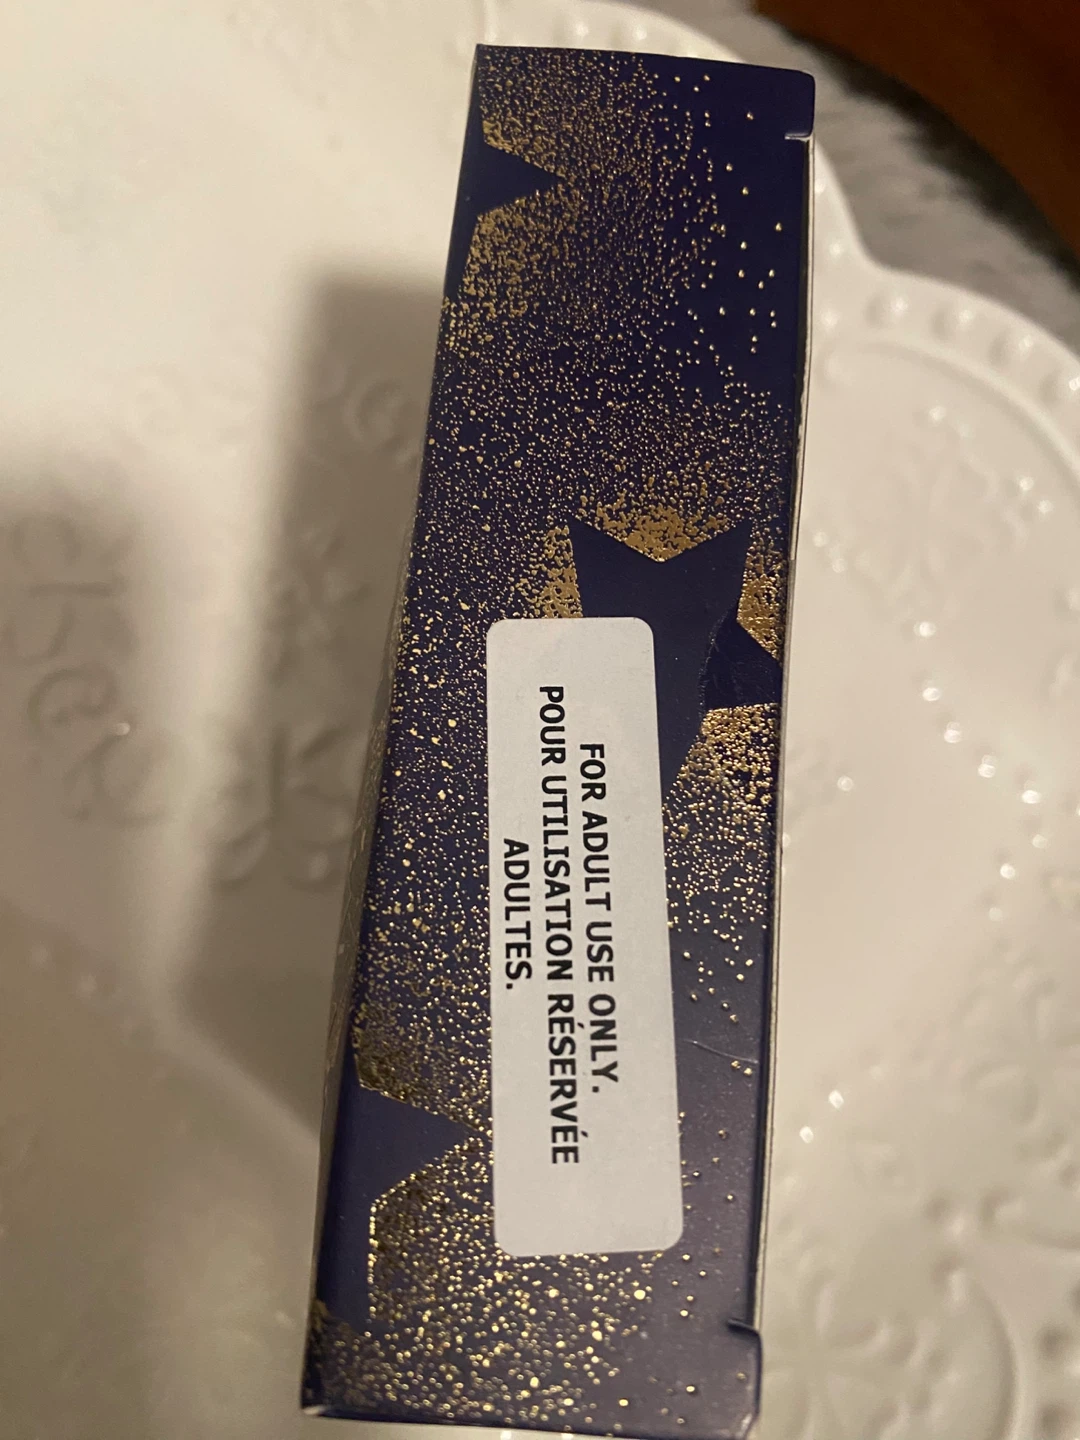 FOR ADULT USE ONLY.
POUR UTILISATION RÉSERVÉE
ADULTES.